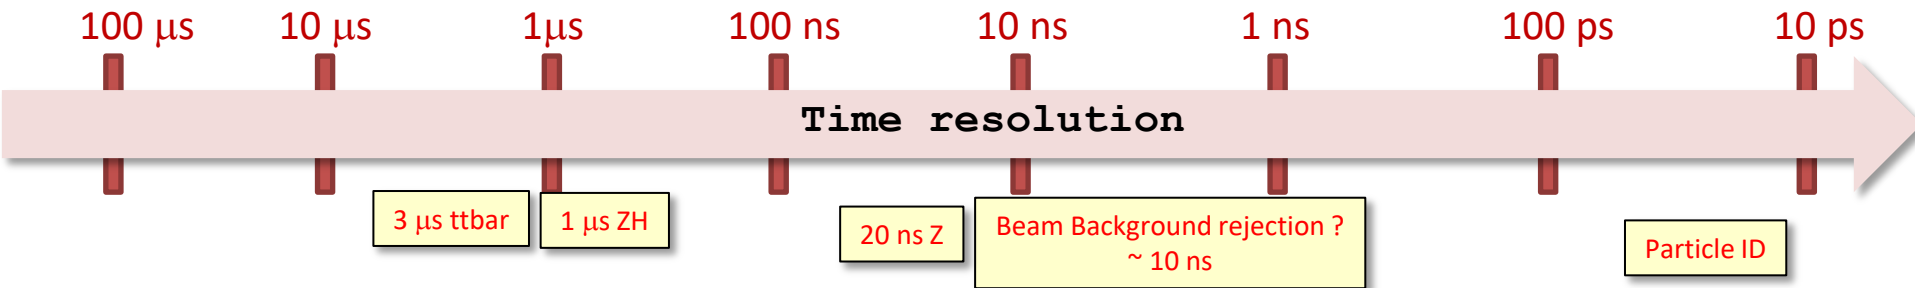 100 μs 10 μs 1μs 100 ns 10 ns 1 ns 100 ps 10 ps
Time resolution
3 μs ttbar
1 μs ZH
20 ns Z
Beam Background rejection ?
~ 10 ns
Particle ID